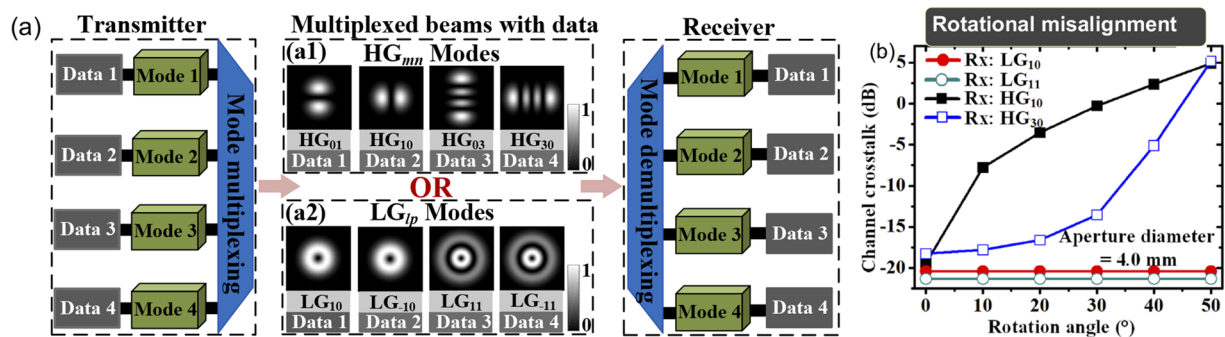 (a)
Transmitter
Data 1
Mode 1
Data 2
Mode 2
Data 3
Mode 3
Data 4
Mode 4
Mode multiplexing
Multiplexed beams with data
(a1)
HGmn Modes
HG01
HG10
HG03
HG30
Data 1
Data 2
Data 3
Data 4
1
0
OR
(a2)
LGlp Modes
LG10
LG-10
LG11
LG-11
Data 1
Data 2
Data 3
Data 4
1
0
Receiver
Mode demultiplexing
Mode 1
Data 1
Mode 2
Data 2
Mode 3
Data 3
Mode 4
Data 4
Rotational misalignment
(b)
Channel crosstalk (dB)
5
0
-5
-10
-15
-20
Rx: LG10
Rx: LG11
Rx: HG10
Rx: HG30
Aperture diameter
= 4.0 mm
0
10
20
30
40
50
Rotation angle (°)